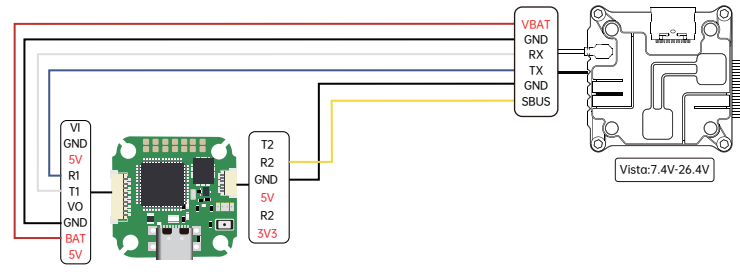 VBAT
GND
RX
TX
GND
SBUS
Vista:7.4V-26.4V
VI
GND
5V
R1
T1
VO
GND
BAT
5V
T2
R2
GND
5V
R2
3V3